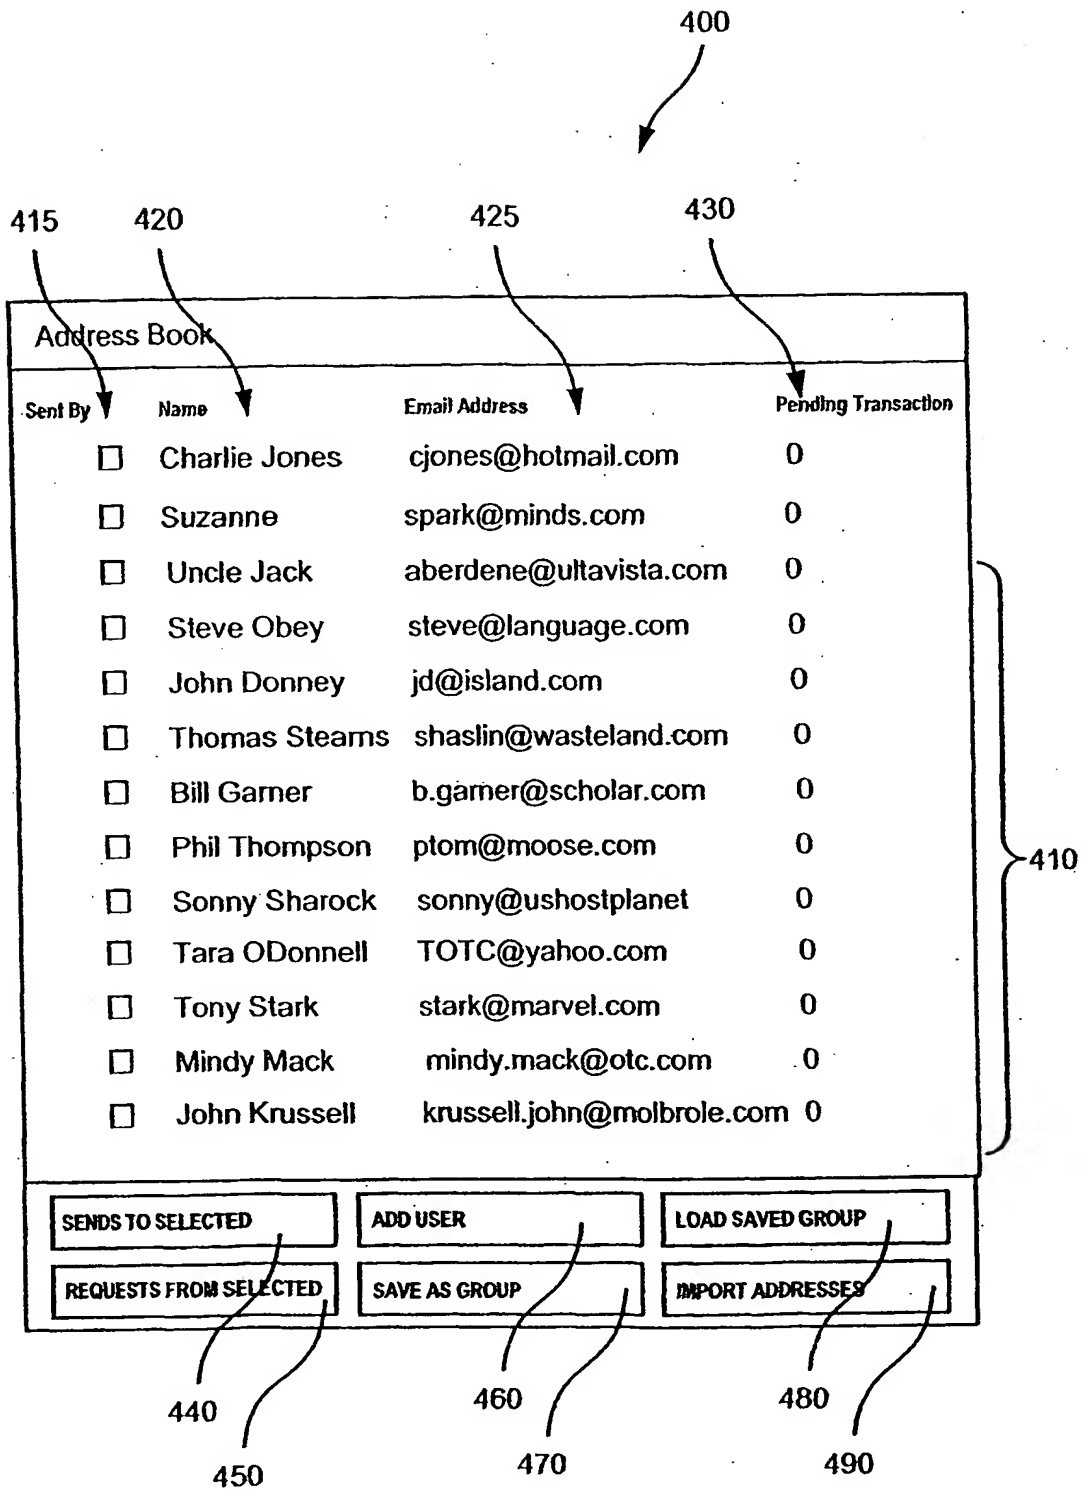 400
415 420 425 430
Address Book
Sent By Name Email Address Pending Transaction
Charlie Jones cjones@hotmail.com 0
Suzanne spark@minds.com 0
Uncle Jack aberdene@ultavista.com 0
Steve Obey steve@language.com 0
John Donney jd@island.com 0
Thomas Stearns shaslin@wasteland.com 0
Bill Garner b.garner@scholar.com 0
Phil Thompson ptom@moose.com 0
410
Sonny Sharock sonny@ushostplanet 0
Tara ODonnell TOTC@yahoo.com 0
Tony Stark stark@marvel.com 0
Mindy Mack mindy.mack@otc.com 0
John Krussell krussell.john@molbrole.com 0
SENDS TO SELECTED ADD USER LOAD SAVED GROUP
REQUESTS FROM SELECTED SAVE AS GROUP IMPORT ADDRESSES
440 460 480
450 470 490